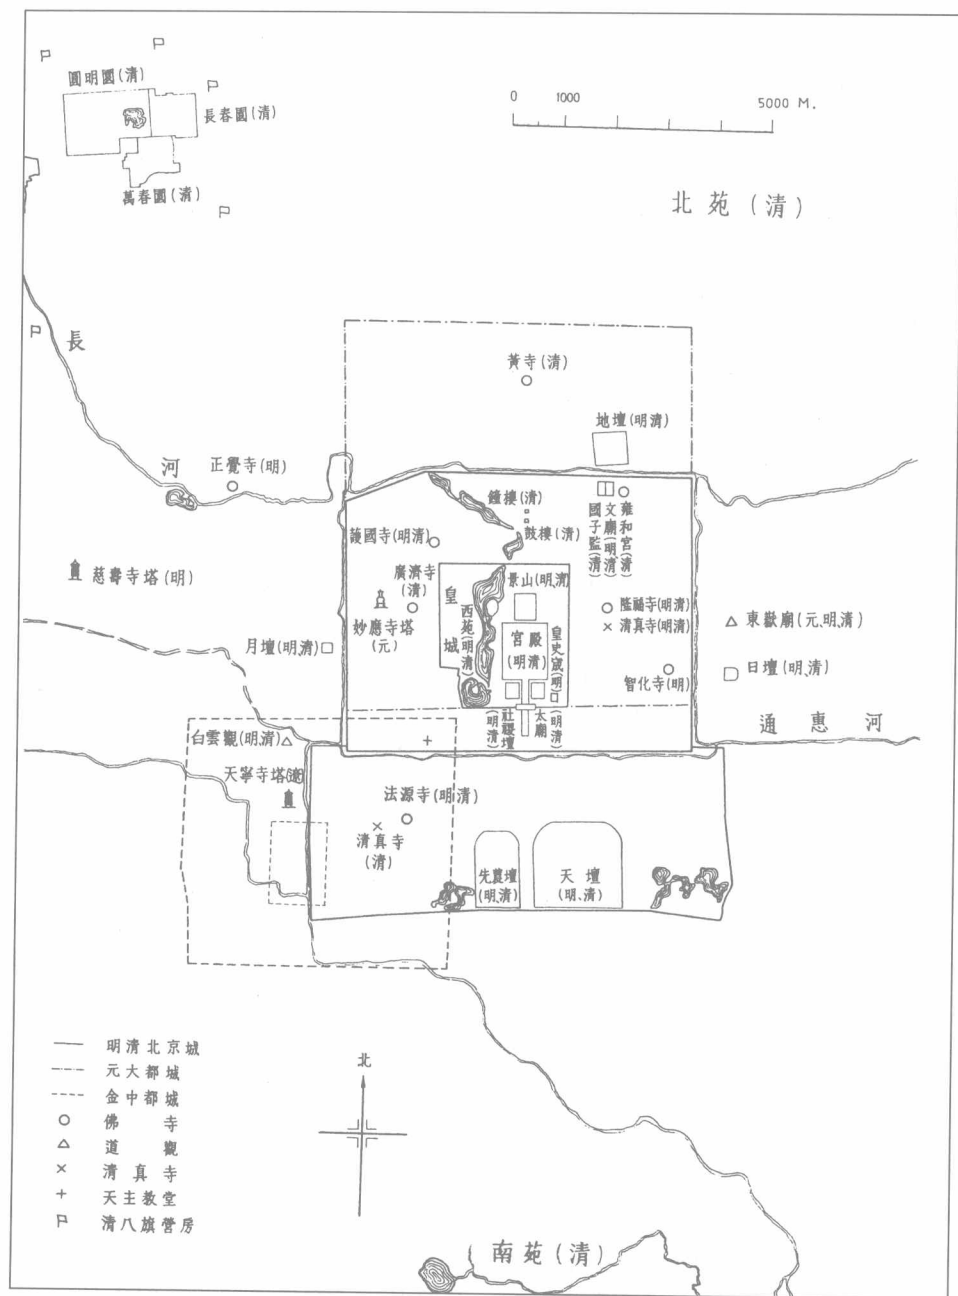 圓明園(清)
長春園(清)
萬春園(清)
0 1000 5000 M.
北苑(清)
長
河
黃寺(清)
地壇(明清)
正覺寺(明)
鐘樓(清)
鼓樓(清)
國子監(清)
文廟(明清)
雍和宮(清)
護國寺(明清)
慈壽寺塔(明)
廣濟寺
(清)
皇
城
景山(明,清)
西苑(明清)
妙應寺塔
(元)
宮殿
(明清)
皇史宬(明)
隆福寺(明清)
清真寺(明清)
東嶽廟(元,明,清)
月壇(明,清)
智化寺(明)
日壇(明,清)
社稷壇
(明清)
太廟
(明清)
通惠河
白雲觀(明,清)
天寧寺塔
法源寺(明,清)
清真寺
(清)
先農壇
(明,清)
天壇
(明、清)
明清北京城
元大都城
金中都城
佛寺
道觀
清真寺
天主教堂
清八旗營房
北
南苑(清)